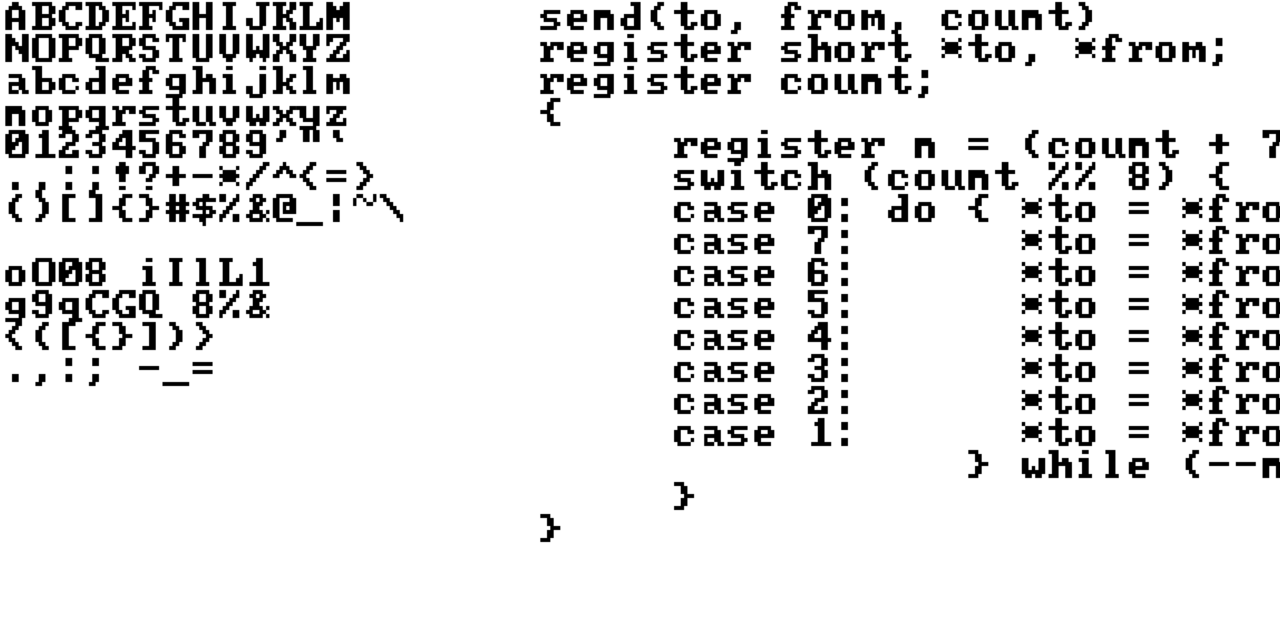 ABCDEFGHIJKLM
NOPQRSTUVWXYZ
abcdefghijklm
nopqrstuvwxyz
0123456789'"`
.,:;!?+-*/^<=>
()[]{}#$%&@_|~\
oO08 iIlL1
g9qCGQ 8%&
<([{}])>
.,:; -_=
send(to, from, count)
register short *to, *from;
register count;
{
register n = (count + 7
switch (count %% 8) {
case 0: do { *to = *fro
case 7: *to = *fro
case 6: *to = *fro
case 5: *to = *fro
case 4: *to = *fro
case 3: *to = *fro
case 2: *to = *fro
case 1: *to = *fro
} while (--n
}
}